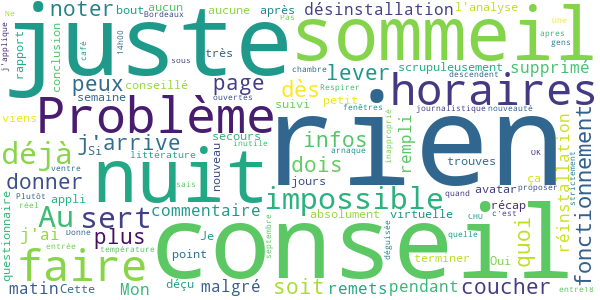 noter bout aucun aucune après désinstallation l'analyse
Bordeaux Pas Une
Ne juste sommeil
j'applique conclusion rapport café 14h00 sous très journalistique apres gens
peux conseillé page dès lever scrupuleusement supprimé
semaine chambre descendent
viens Problème suivi petit Respirer fenêtres horaires
ouvertes nouveauté
déjà j'arrive secours rien infos rempli inapproprié trouves réinstallation fonctionnement
Si littérature inutile arnaque OK ça strictement
ventre nuit nouveau dois
donner appli sais jours impossible avatar récap quand c'est proposer
questionnaire Plutôt réel Au sert commentaire absolument virtuelle CHU quoi
j'ai Donne plus Je conseil septembre déguisée quelle Oui
entrée faire température point terminer
matin Cette Mon déçu malgré soit remets pendant coucher entre18